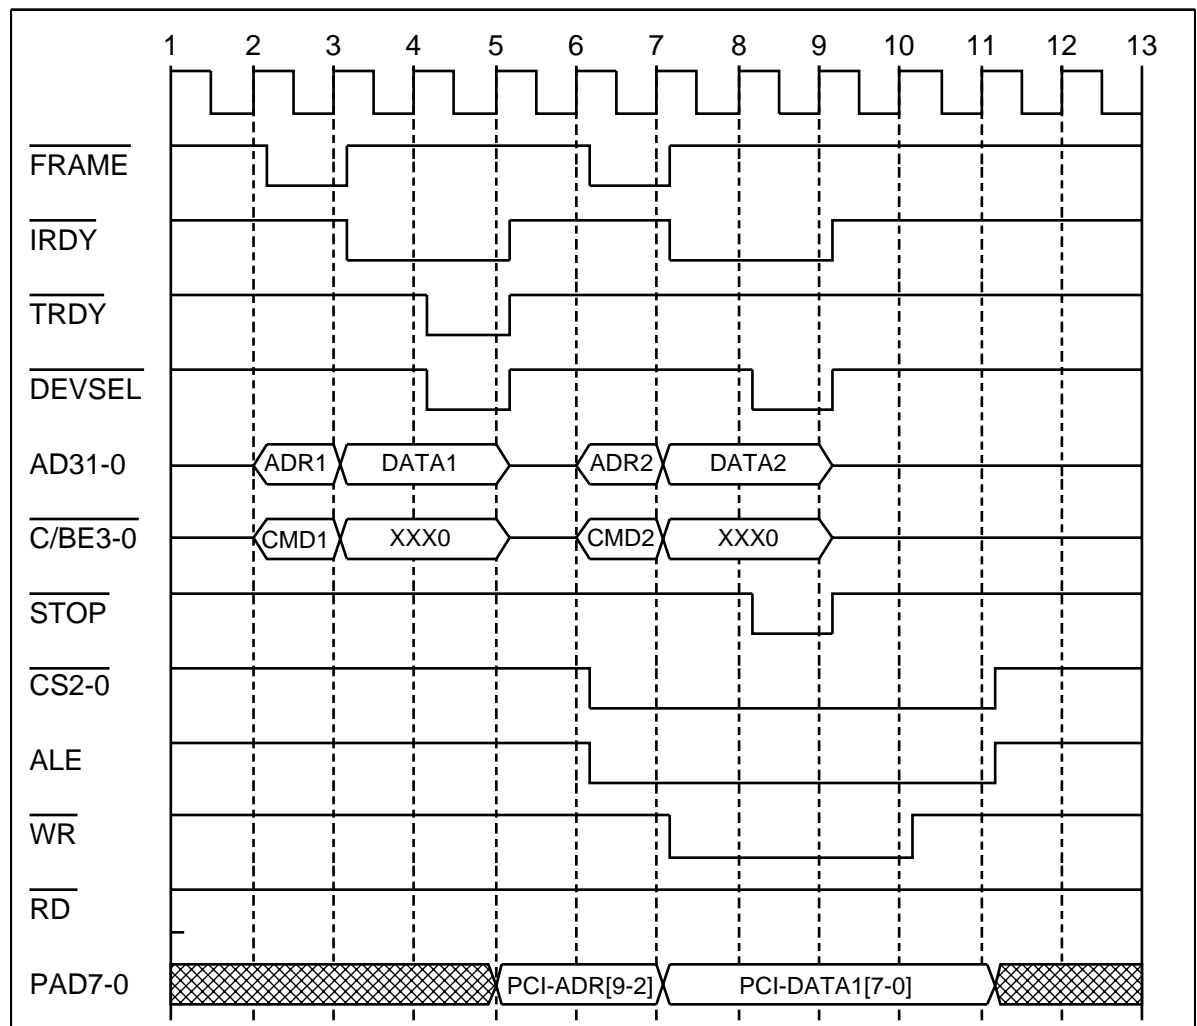 1 2 3 4 5 6 7 8 9 10 11 12 13
FRAME
IRDY
TRDY
DEVSEL
AD31-0 ADR1 DATA1 ADR2 DATA2
C/BE3-0 CMD1 XXX0 CMD2 XXX0
STOP
CS2-0
ALE
WR
RD
PAD7-0 PCI-ADR[9-2] PCI-DATA1[7-0]